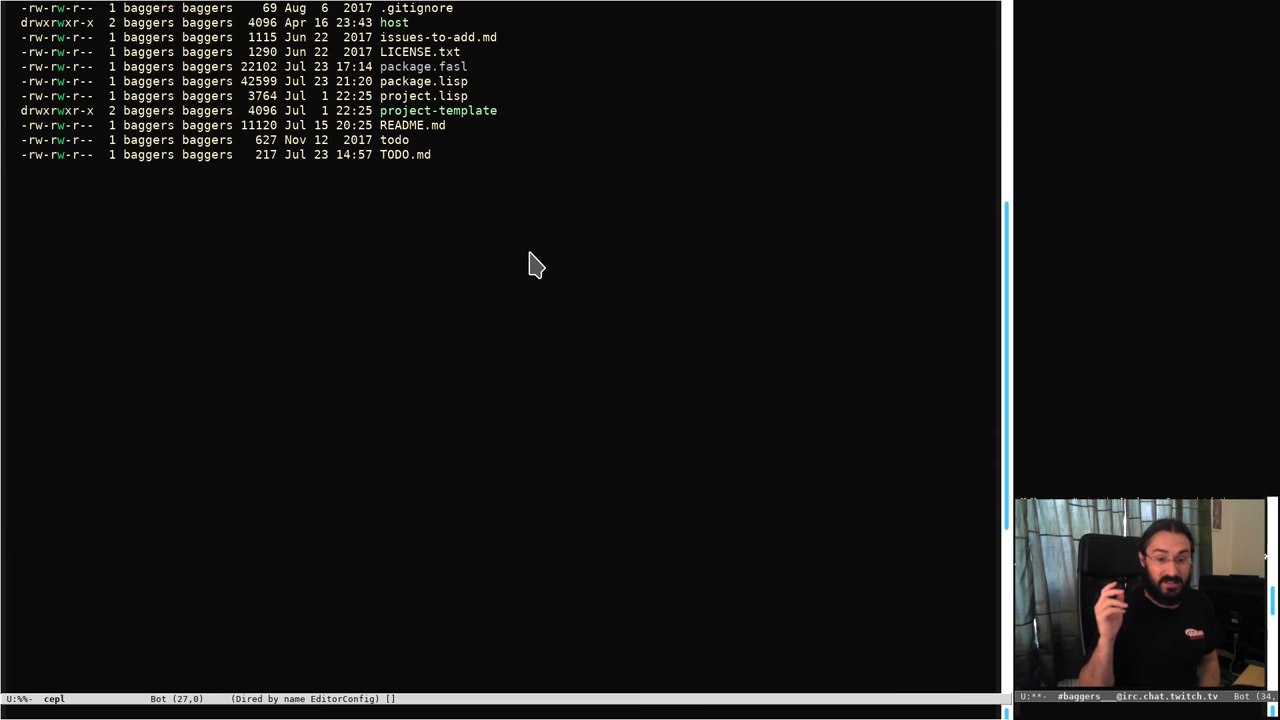 -rw-rw-r--  1 baggers baggers    69 Aug  6  2017 .gitignore
drwxrwxr-x  2 baggers baggers  4096 Apr 16 23:43 host
-rw-rw-r--  1 baggers baggers  1115 Jun 22  2017 issues-to-add.md
-rw-rw-r--  1 baggers baggers  1290 Jun 22  2017 LICENSE.txt
-rw-rw-r--  1 baggers baggers 22102 Jul 23 17:14 package.fasl
-rw-rw-r--  1 baggers baggers 42599 Jul 23 21:20 package.lisp
-rw-rw-r--  1 baggers baggers  3764 Jul  1 22:25 project.lisp
drwxrwxr-x  2 baggers baggers  4096 Jul  1 22:25 project-template
-rw-rw-r--  1 baggers baggers 11120 Jul 15 20:25 README.md
-rw-rw-r--  1 baggers baggers   627 Nov 12  2017 todo
-rw-rw-r--  1 baggers baggers   217 Jul 23 14:57 TODO.md
U:%%-  cepl            Bot (27,0)     (Dired by name EditorConfig) []
U:**-  #baggers___@irc.chat.twitch.tv   Bot (34,